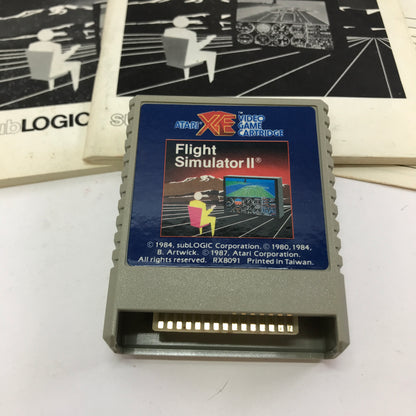 subLOGIC
su
ATARI XE VIDEO
GAME
CARTRIDGE
Flight
Simulator II®
© 1984, subLOGIC Corporation. © 1980, 1984,
B. Artwick. © 1987, Atari Corporation.
All rights reserved. RX8091 Printed in Taiwan.